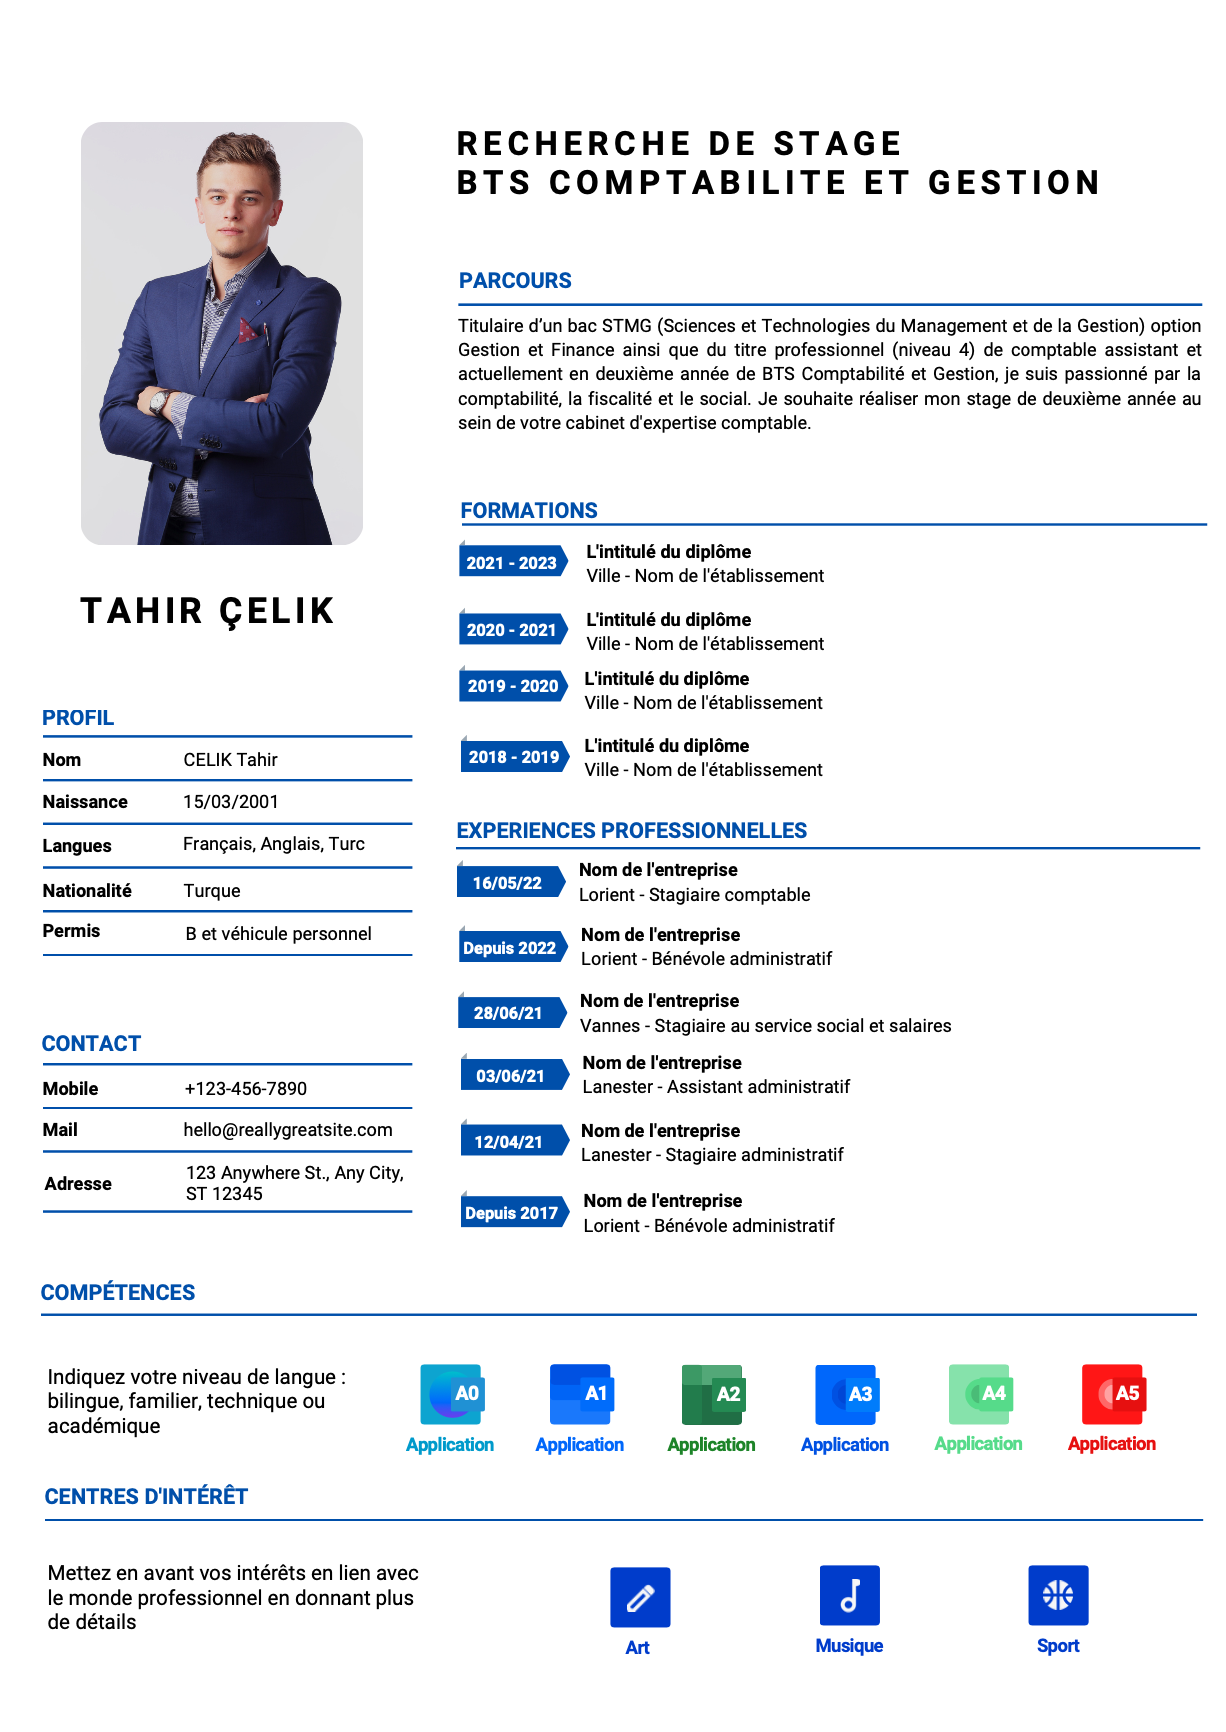 RECHERCHE DE STAGE
BTS COMPTABILITE ET GESTION
PARCOURS
Titulaire d’un bac STMG (Sciences et Technologies du Management et de la Gestion) option
Gestion et Finance ainsi que du titre professionnel (niveau 4) de comptable assistant et
actuellement en deuxième année de BTS Comptabilité et Gestion, je suis passionné par la
comptabilité, la fiscalité et le social. Je souhaite réaliser mon stage de deuxième année au
sein de votre cabinet d'expertise comptable.
TAHIR ÇELIK
PROFIL
Nom CELIK Tahir
Naissance 15/03/2001
Langues Français, Anglais, Turc
Nationalité Turque
Permis B et véhicule personnel
CONTACT
Mobile +123-456-7890
Mail hello@reallygreatsite.com
Adresse 123 Anywhere St., Any City,
ST 12345
FORMATIONS
2021 - 2023 L'intitulé du diplôme
Ville - Nom de l'établissement
2020 - 2021 L'intitulé du diplôme
Ville - Nom de l'établissement
2019 - 2020 L'intitulé du diplôme
Ville - Nom de l'établissement
2018 - 2019 L'intitulé du diplôme
Ville - Nom de l'établissement
EXPERIENCES PROFESSIONNELLES
16/05/22 Nom de l'entreprise
Lorient - Stagiaire comptable
Depuis 2022 Nom de l'entreprise
Lorient - Bénévole administratif
28/06/21 Nom de l'entreprise
Vannes - Stagiaire au service social et salaires
03/06/21 Nom de l'entreprise
Lanester - Assistant administratif
12/04/21 Nom de l'entreprise
Lanester - Stagiaire administratif
Depuis 2017 Nom de l'entreprise
Lorient - Bénévole administratif
COMPÉTENCES
Indiquez votre niveau de langue :
bilingue, familier, technique ou
académique
A0 A1 A2 A3 A4 A5
Application Application Application Application Application Application
CENTRES D'INTÉRÊT
Mettez en avant vos intérêts en lien avec
le monde professionnel en donnant plus
de détails
Art Musique Sport